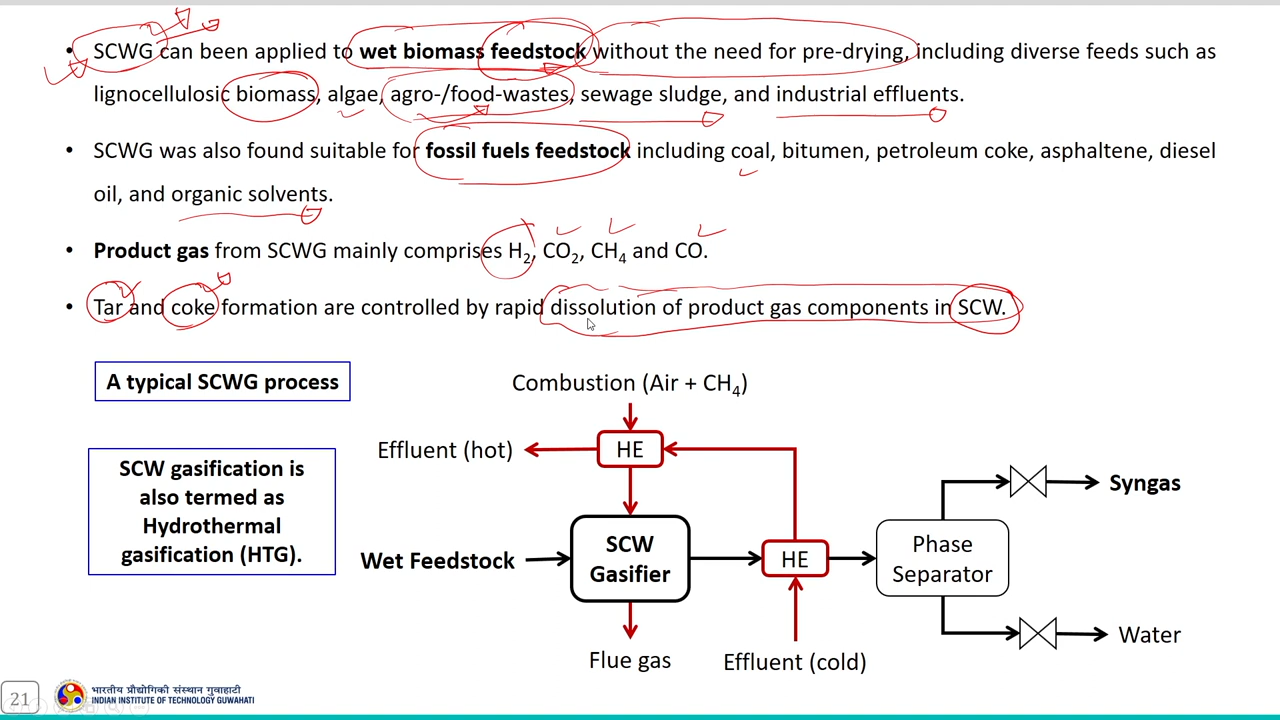 • SCWG can been applied to wet biomass feedstock without the need for pre-drying, including diverse feeds such as
lignocellulosic biomass, algae, agro-/food-wastes, sewage sludge, and industrial effluents.
• SCWG was also found suitable for fossil fuels feedstock including coal, bitumen, petroleum coke, asphaltene, diesel
oil, and organic solvents.
• Product gas from SCWG mainly comprises H₂, CO₂, CH₄ and CO.
• Tar and coke formation are controlled by rapid dissolution of product gas components in SCW.
A typical SCWG process
SCW gasification is
also termed as
Hydrothermal
gasification (HTG).
Combustion (Air + CH₄)
Effluent (hot)
HE
Wet Feedstock
SCW
Gasifier
HE
Phase
Separator
Syngas
Water
Flue gas
Effluent (cold)
21
भारतीय प्रौद्योगिकी संस्थान गुवाहाटी
INDIAN INSTITUTE OF TECHNOLOGY GUWAHATI